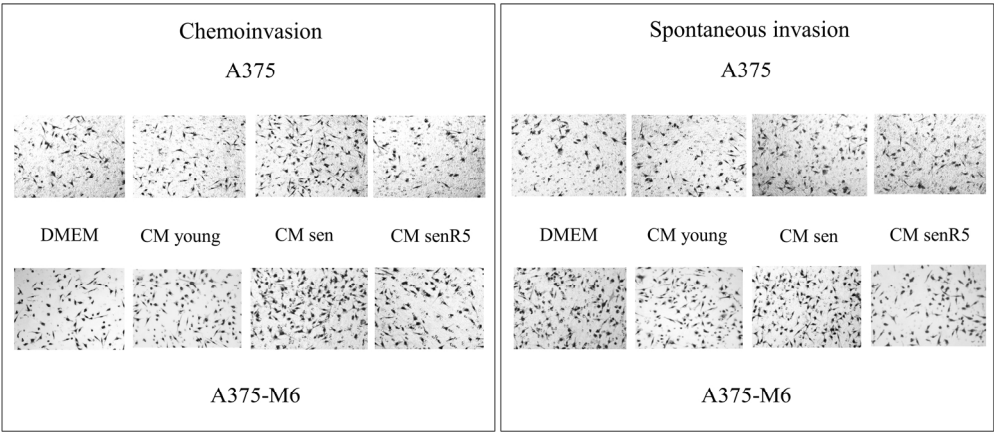 Chemoinvasion
A375
DMEM CM young CM sen CM senR5
A375-M6
Spontaneous invasion
A375
DMEM CM young CM sen CM senR5
A375-M6